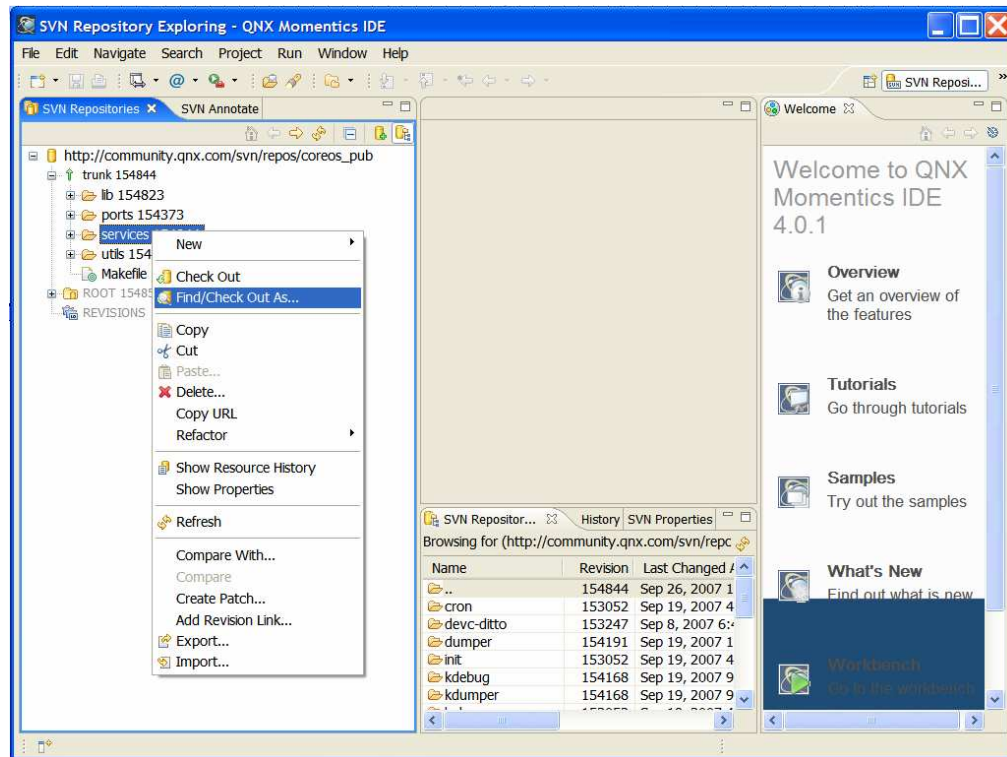 SVN Repository Exploring - QNX Momentics IDE
File Edit Navigate Search Project Run Window Help
SVN Reposi...
SVN Repositories
SVN Annotate
http://community.qnx.com/svn/repos/coreos_pub
trunk 154844
lib 154823
ports 154373
services
utils 154
Makefile
ROOT 1548
REVISIONS
New
Check Out
Find/Check Out As...
Copy
Cut
Paste...
Delete...
Copy URL
Refactor
Show Resource History
Show Properties
Refresh
Compare With...
Compare
Create Patch...
Add Revision Link...
Export...
Import...
SVN Repositor... History SVN Properties
Browsing for (http://community.qnx.com/svn/repc
Name Revision Last Changed
.. 154844 Sep 26, 2007 1
cron 153052 Sep 19, 2007 4
devc-ditto 153247 Sep 8, 2007 6:
dumper 154191 Sep 19, 2007 1
init 153052 Sep 19, 2007 4
kdebug 154168 Sep 19, 2007 9
kdumper 154168 Sep 19, 2007 9
Welcome
Welcome to QNX
Momentics IDE
4.0.1
Overview
Get an overview of
the features
Tutorials
Go through tutorials
Samples
Try out the samples
What's New
Find out what is new
Workbench
Go to the workbench